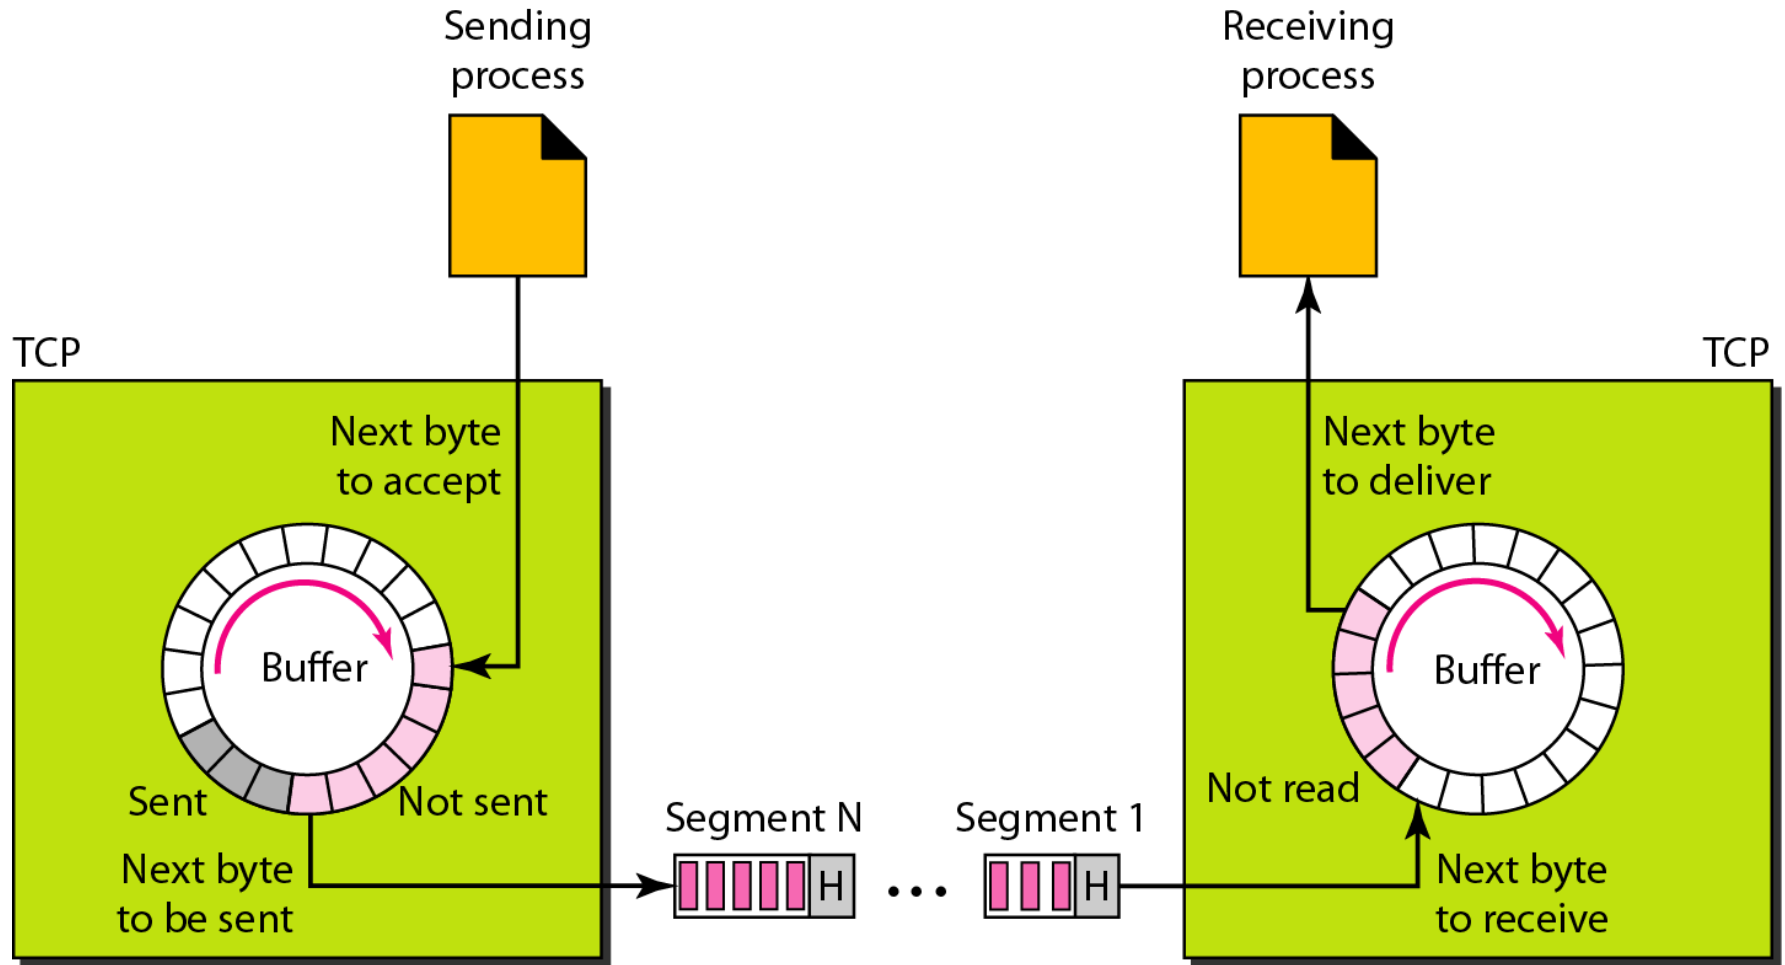 Sending
process
Receiving
process
TCP
TCP
Next byte
to accept
Next byte
to deliver
Buffer
Buffer
Sent
Not sent
Not read
Segment N
Segment 1
Next byte
to be sent
H
...
H
Next byte
to receive